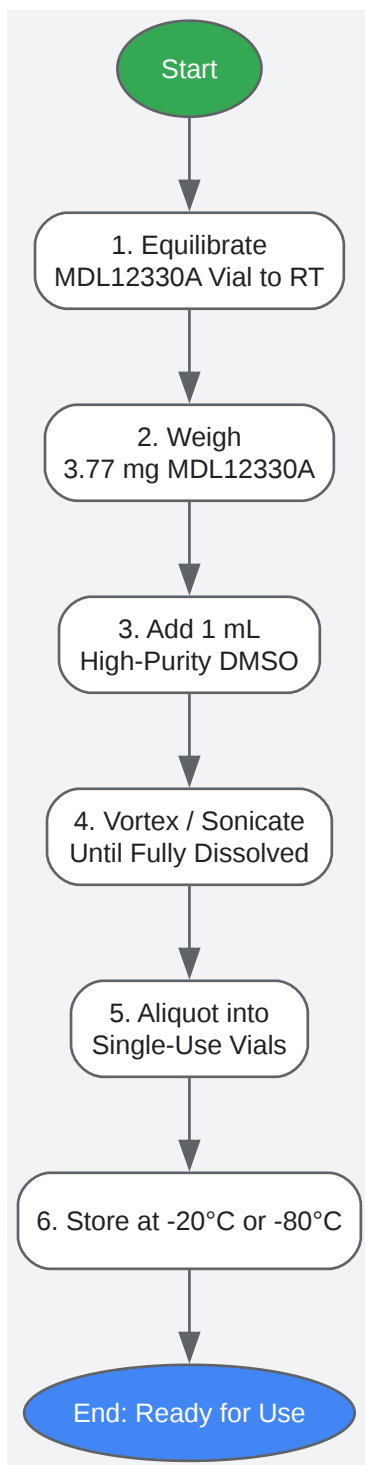 Start
1. Equilibrate
MDL12330A Vial to RT
2. Weigh
3.77 mg MDL12330A
3. Add 1 mL
High-Purity DMSO
4. Vortex / Sonicate
Until Fully Dissolved
5. Aliquot into
Single-Use Vials
6. Store at -20°C or -80°C
End: Ready for Use